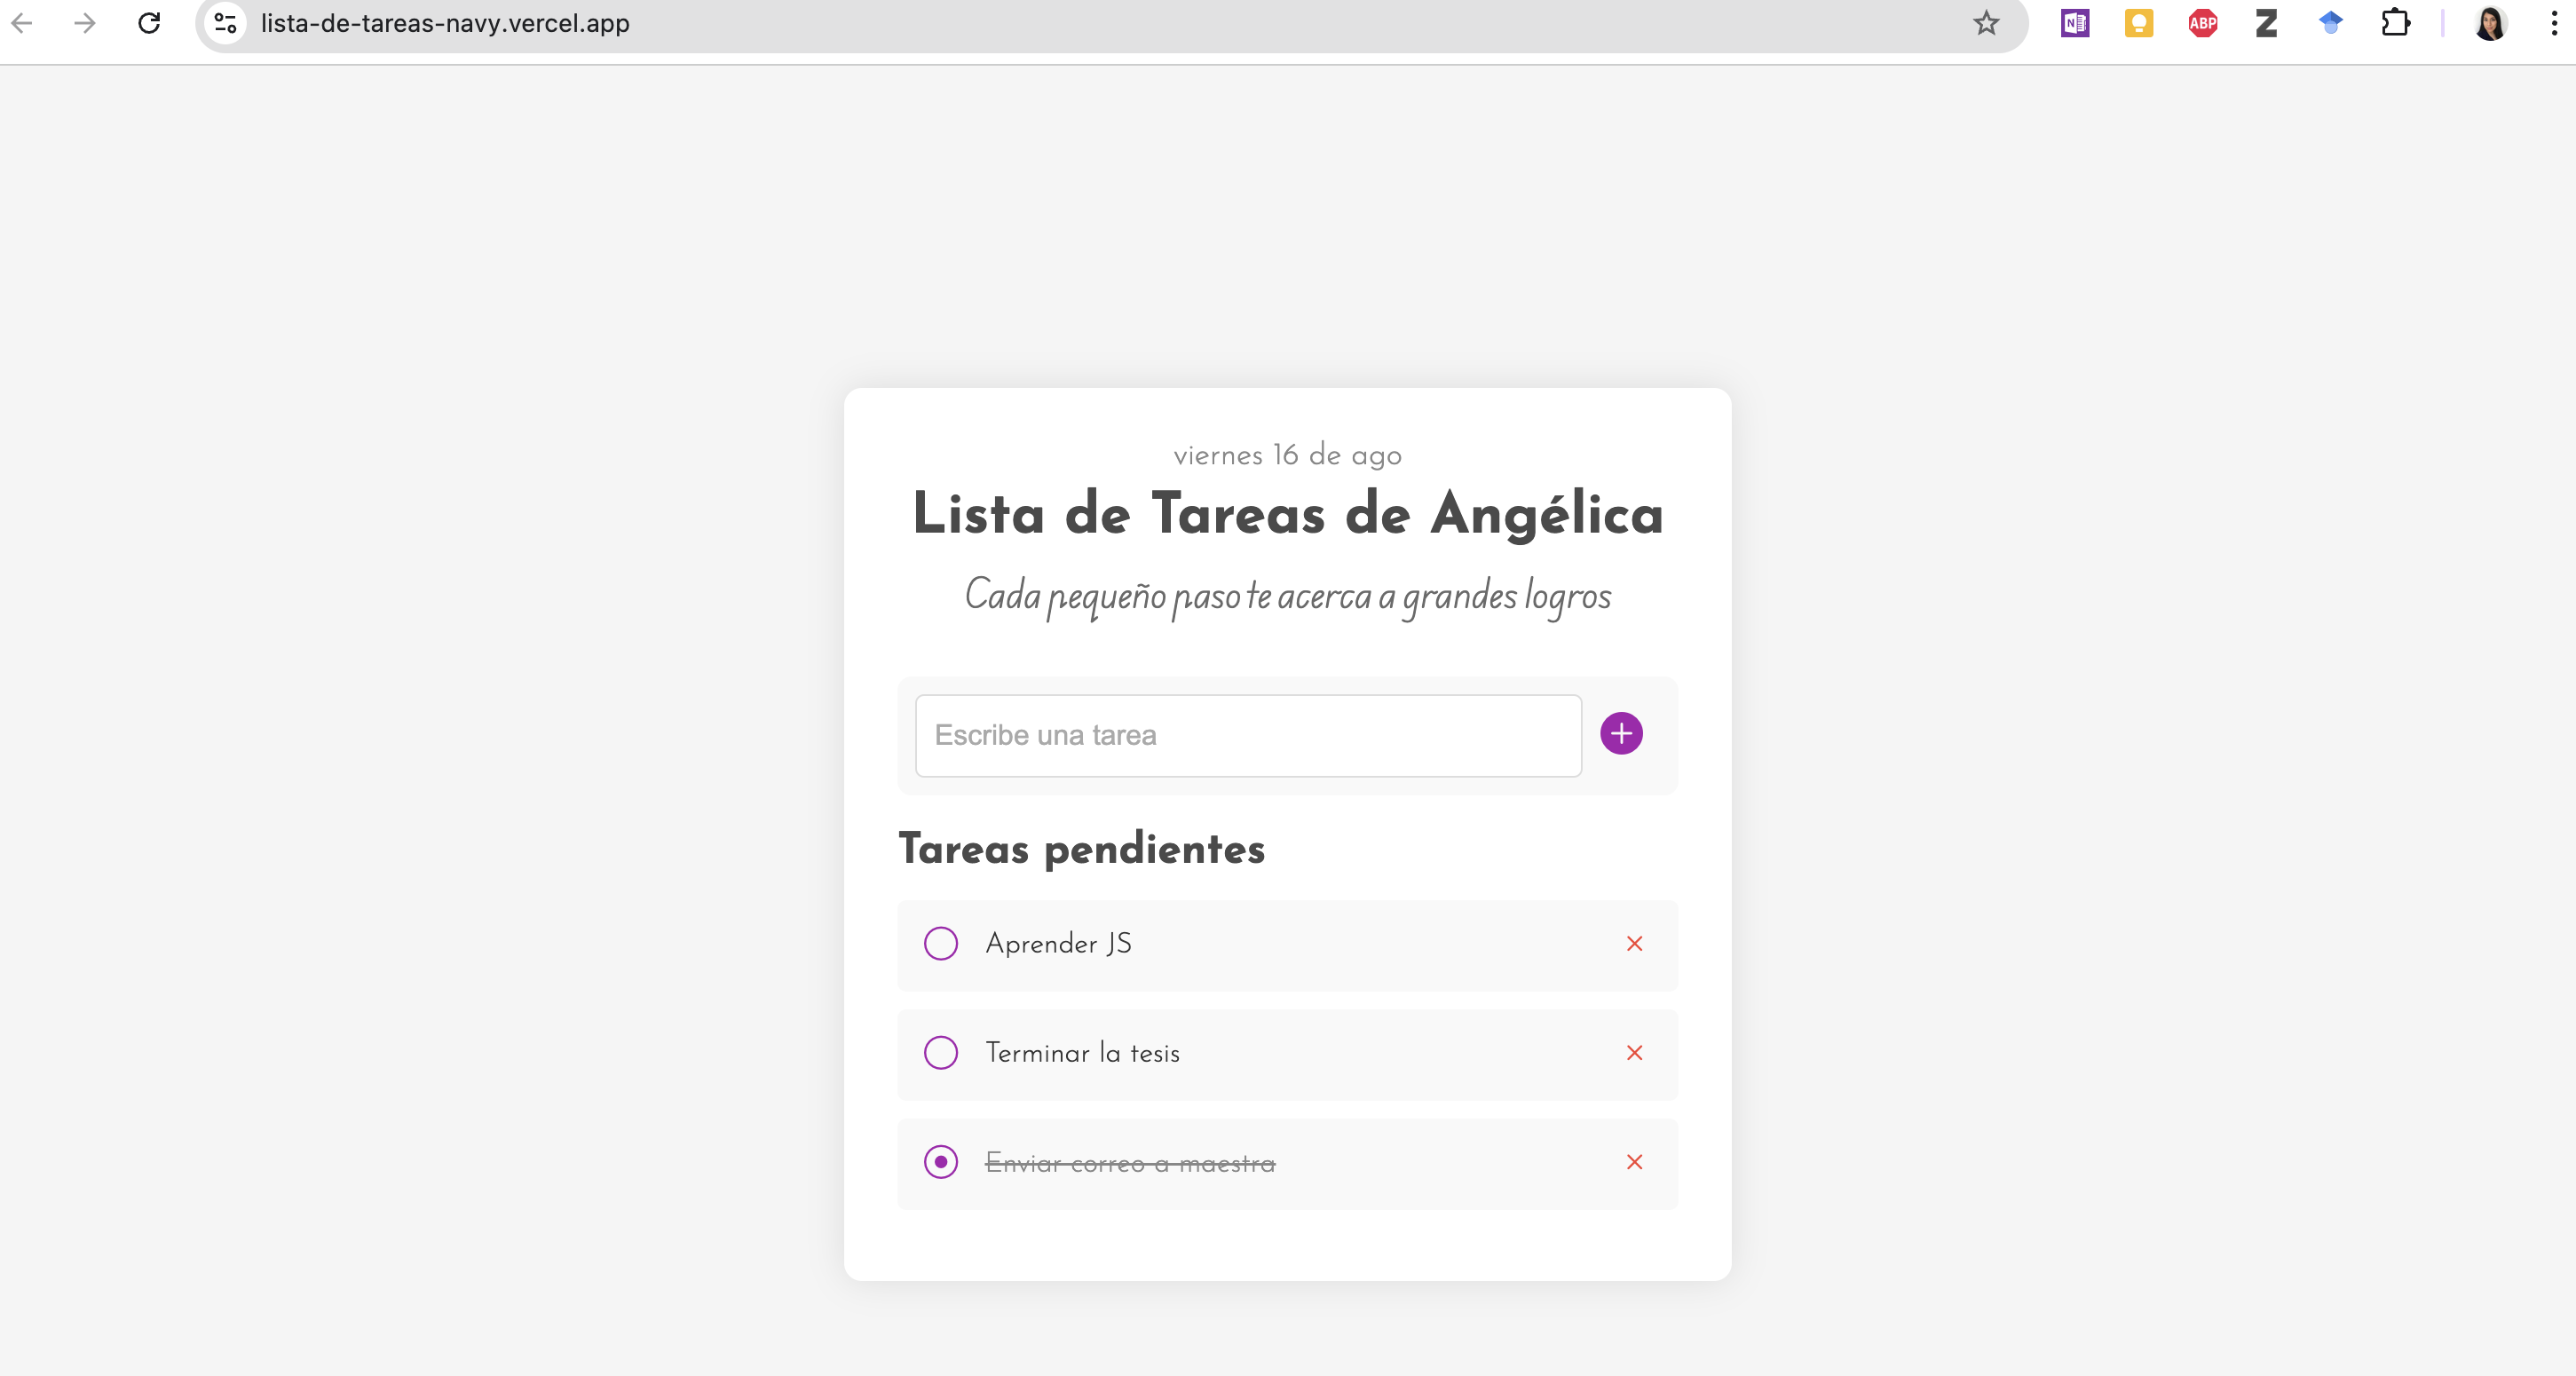 lista-de-tareas-navy.vercel.app
N
ABP
Z
viernes 16 de ago
Lista de Tareas de Angélica
Cada pequeño paso te acerca a grandes logros
Escribe una tarea
Tareas pendientes
Aprender JS
Terminar la tesis
Enviar correo a maestra